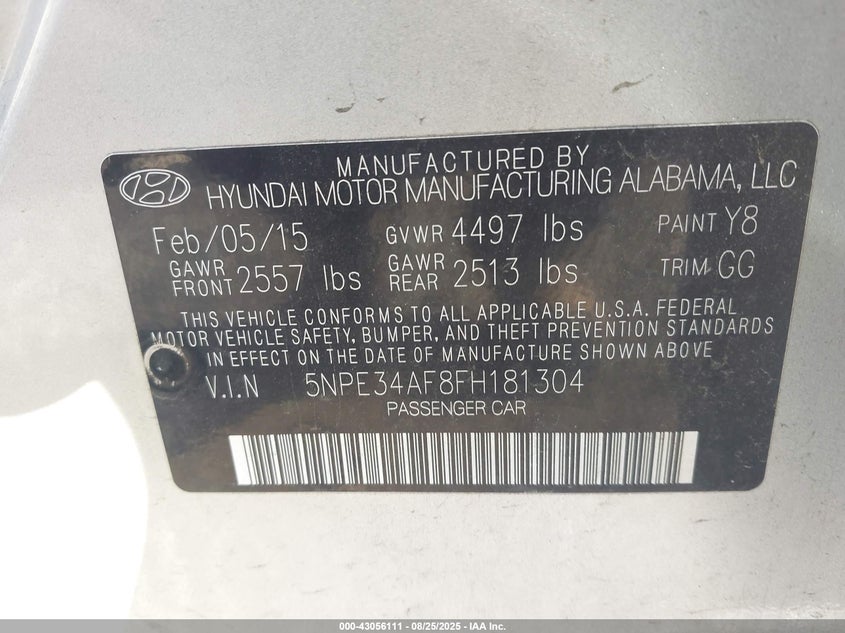 MANUFACTURED BY
HYUNDAI MOTOR MANUFACTURING ALABAMA, LLC
Feb/05/15 GVWR 4497 lbs PAINT Y8
GAWR FRONT 2557 lbs GAWR REAR 2513 lbs TRIM GG
THIS VEHICLE CONFORMS TO ALL APPLICABLE U.S.A. FEDERAL
MOTOR VEHICLE SAFETY, BUMPER, AND THEFT PREVENTION STANDARDS
IN EFFECT ON THE DATE OF MANUFACTURE SHOWN ABOVE
V.I.N 5NPE34AF8FH181304
PASSENGER CAR
000-43056111 - 08/25/2025 - IAA Inc.